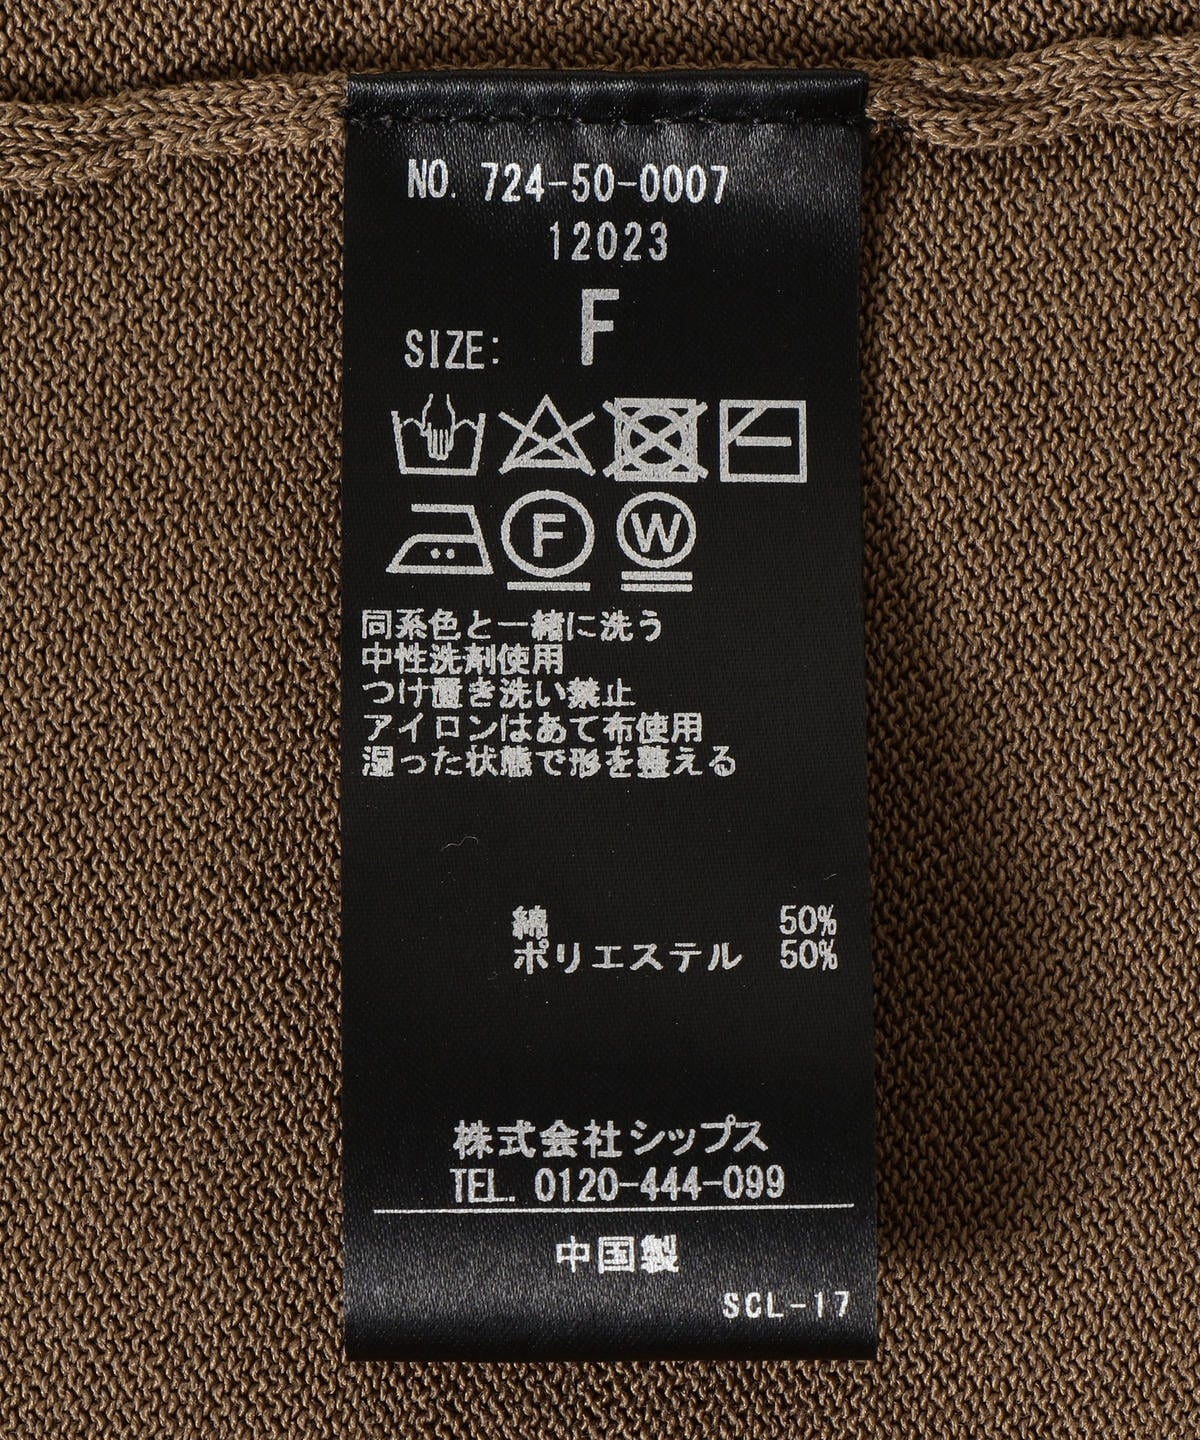 NO. 724-50-0007
12023
SIZE: F
F W
同系色と一緒に洗う
中性洗剤使用
つけ置き洗い禁止
アイロンはあて布使用
湿った状態で形を整える
綿 50%
ポリエステル 50%
株式会社シップス
TEL. 0120-444-099
中国製
SCL-17